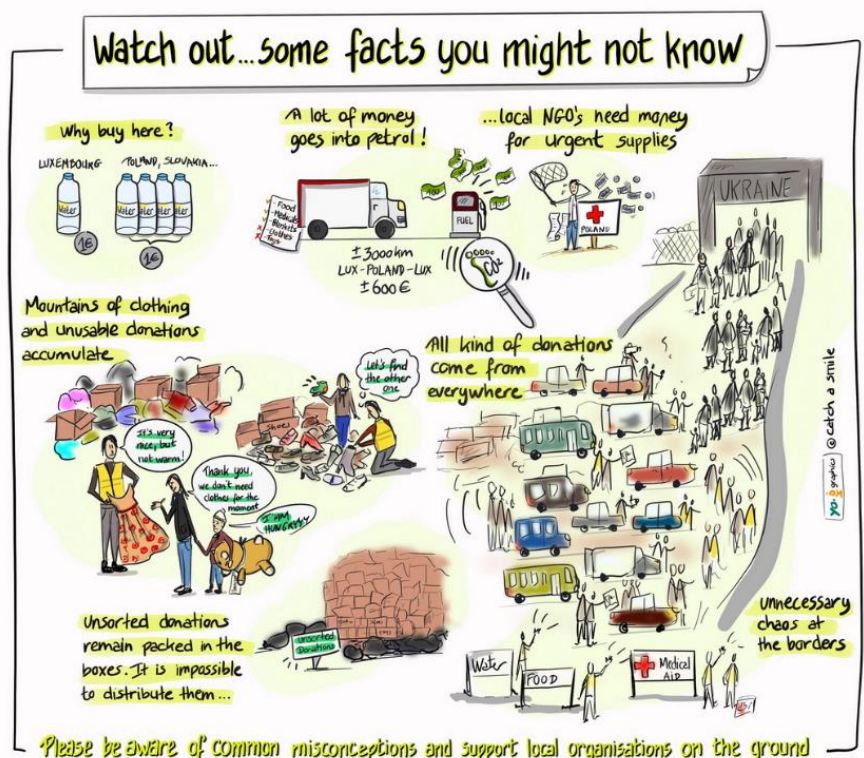 Watch out...some facts you might not know
Why buy here?
LUXEMBOURG
POLAND, SLOVAKIA...
Water
Water
Water
Water
Water
1€
1€
A lot of money
goes into petrol!
- Food
- Blankets
- Clothes
- Toys
FUEL
± 3000km
LUX-POLAND-LUX
± 600€
CO2
...local NGO's need money
for urgent supplies
POLAND
UKRAINE
Mountains of clothing
and unusable donations
accumulate
It's very
nice, but
not warm!
Thank you,
we don't need
clothes for the
moment
I AM
HUNGRYYY
SHOES
Let's find
the other
one
All kind of donations
come from
everywhere
Unsorted donations
remain packed in the
boxes. It is impossible
to distribute them...
Unsorted
Donations
Water
FOOD
Medical
AID
unnecessary
chaos at
the borders
yo graphics @catch a smile
Please be aware of common misconceptions and support local organisations on the ground